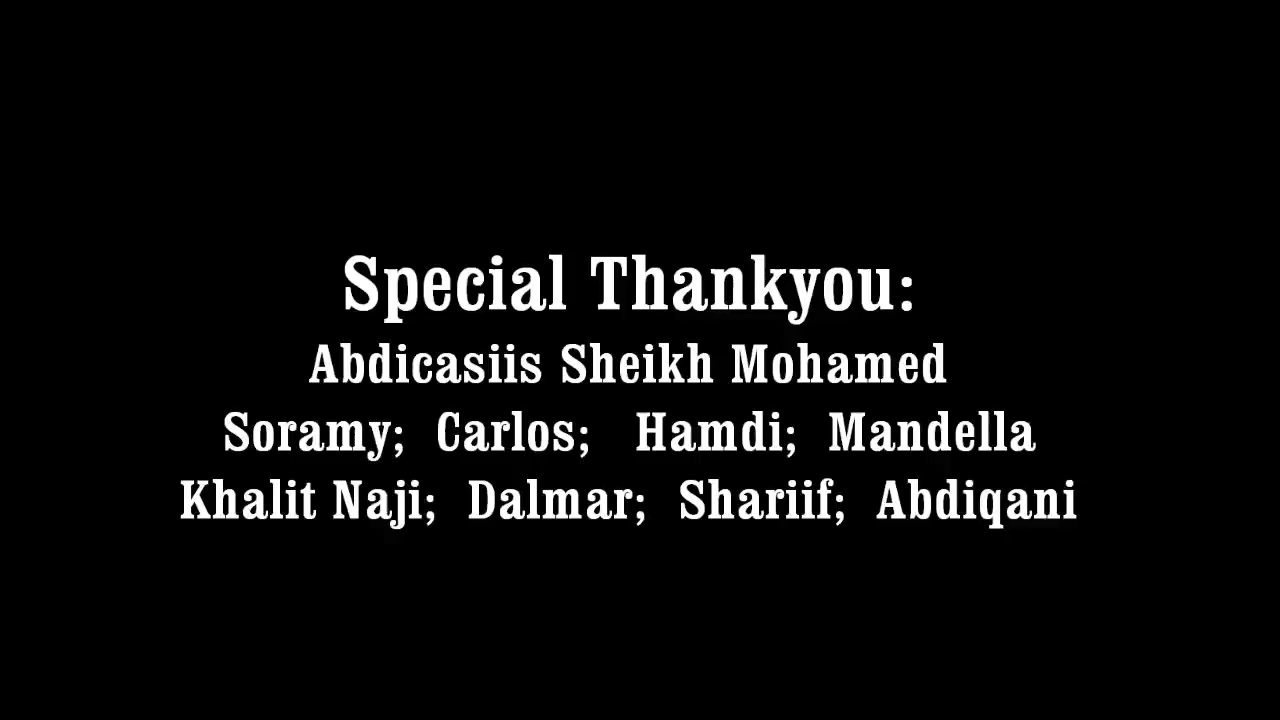 Special Thankyou:
Abdicasiis Sheikh Mohamed
Soramy; Carlos; Hamdi; Mandella
Khalit Naji; Dalmar; Shariif; Abdiqani